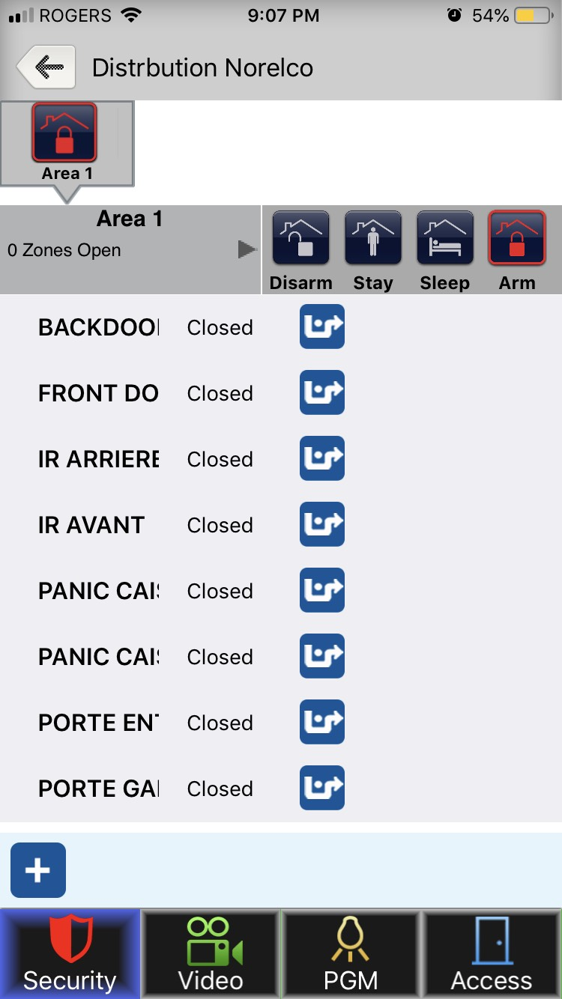 ROGERS 9:07 PM 54%
Distrbution Norelco
Area 1
Area 1
0 Zones Open
Disarm Stay Sleep Arm
BACKDOO Closed
FRONT DO Closed
IR ARRIERE Closed
IR AVANT Closed
PANIC CAI Closed
PANIC CAI Closed
PORTE EN Closed
PORTE GA Closed
+
Security Video PGM Access